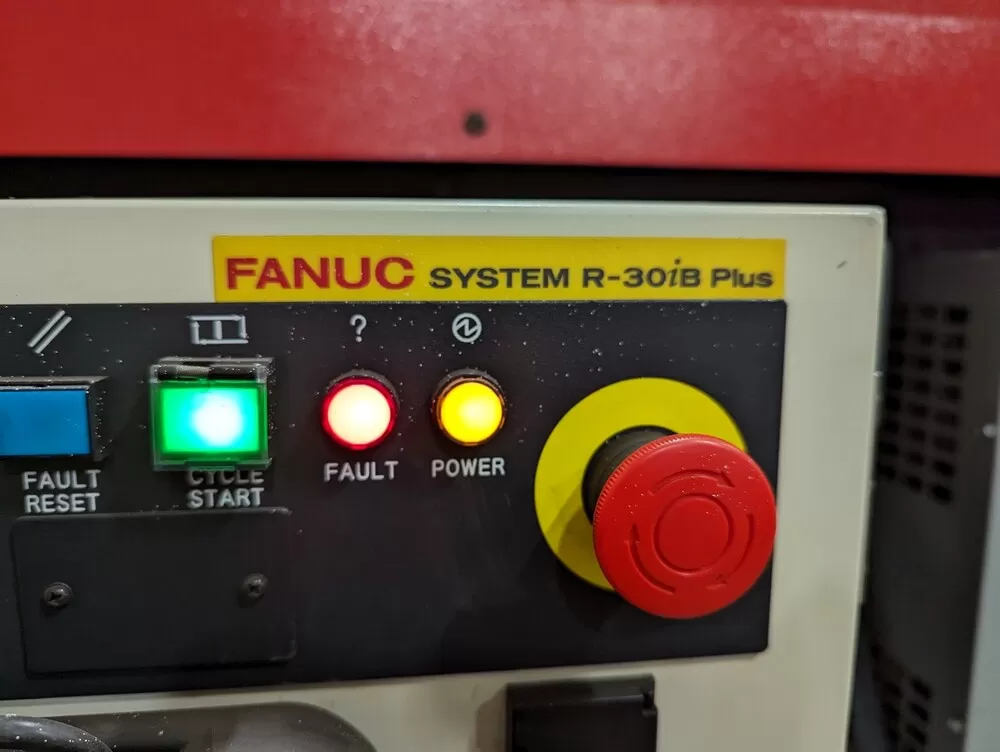 FANUC SYSTEM R-30iB Plus
?
FAULT
RESET
CYCLE
START
FAULT
POWER